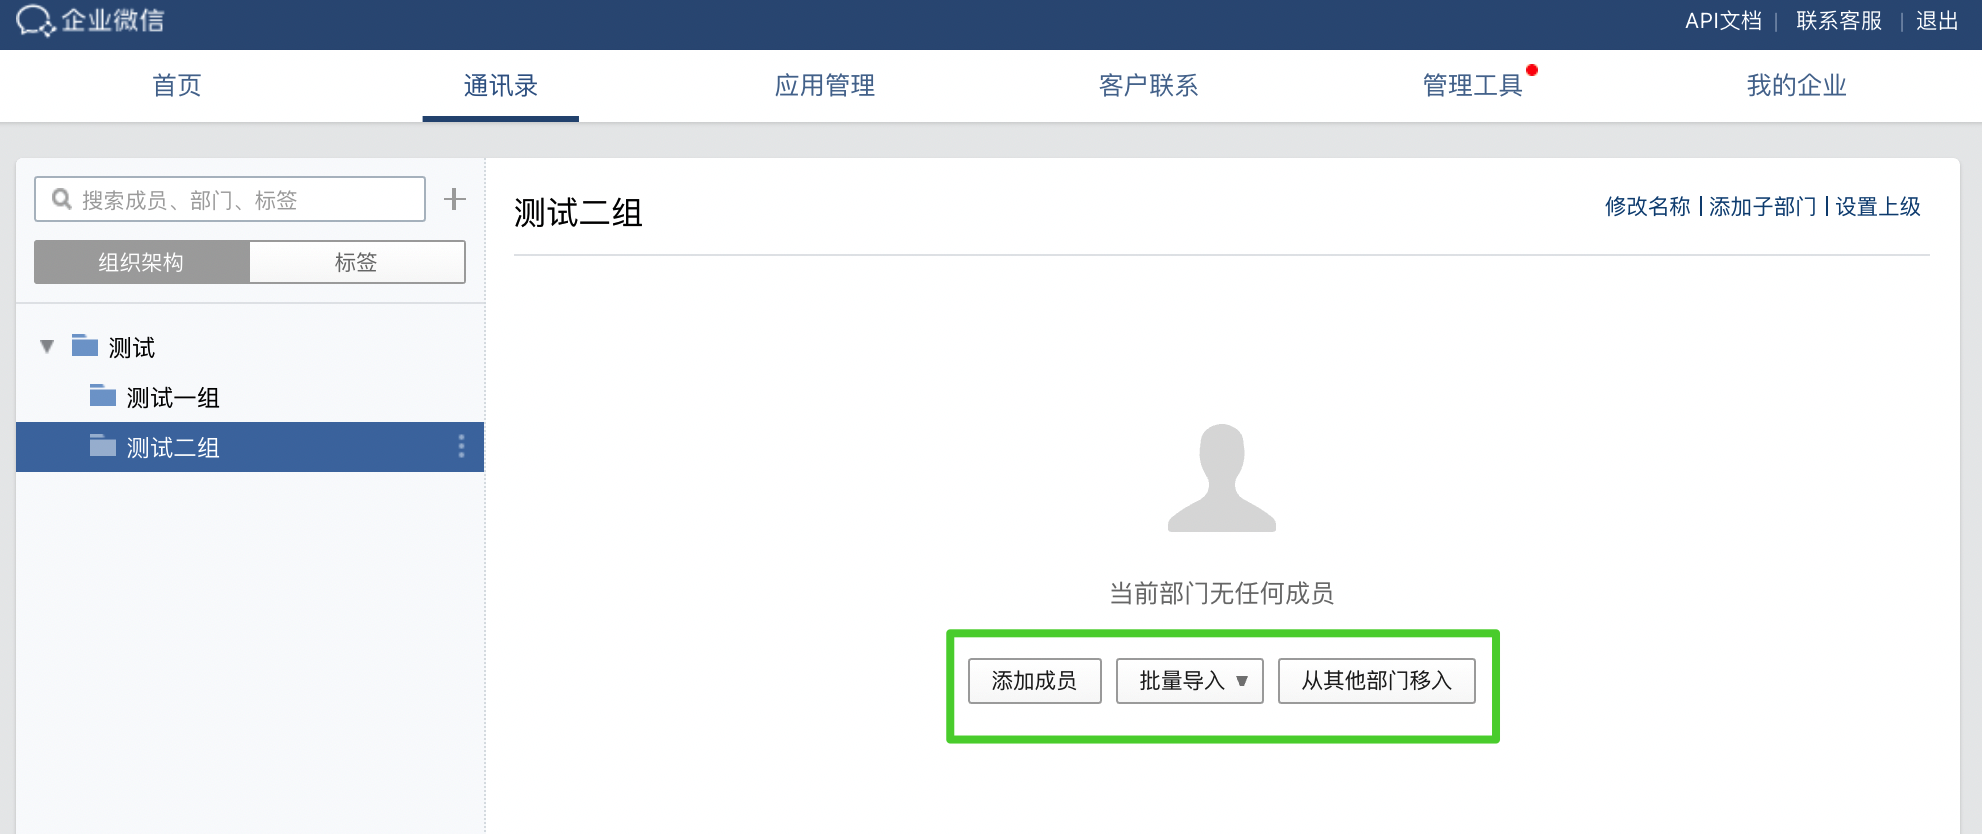 企业微信
API文档 | 联系客服 | 退出
首页 通讯录 应用管理 客户联系 管理工具 我的企业
搜索成员、部门、标签
组织架构 标签
测试
测试一组
测试二组
测试二组
修改名称 | 添加子部门 | 设置上级
当前部门无任何成员
添加成员 批量导入 从其他部门移入